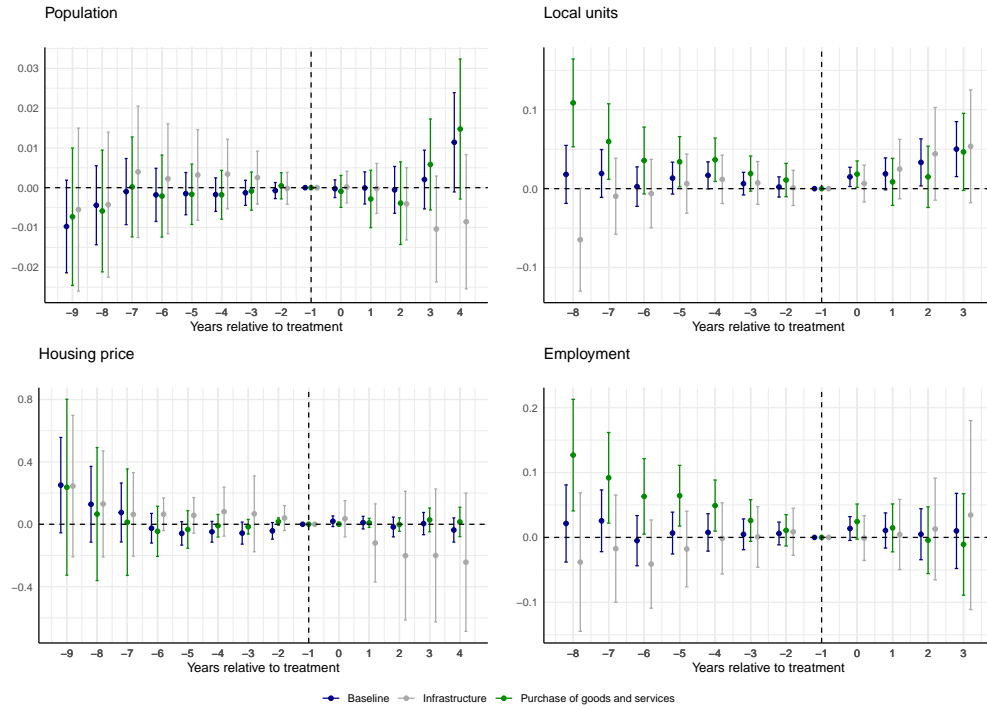 Population
0.03
0.02
0.01
0.00
−0.01
−0.02
−9 −8 −7 −6 −5 −4 −3 −2 −1 0 1 2 3 4
Years relative to treatment
Local units
0.1
0.0
−0.1
−8 −7 −6 −5 −4 −3 −2 −1 0 1 2 3
Years relative to treatment
Housing price
0.8
0.4
0.0
−0.4
−9 −8 −7 −6 −5 −4 −3 −2 −1 0 1 2 3 4
Years relative to treatment
Employment
0.2
0.1
0.0
−0.1
−8 −7 −6 −5 −4 −3 −2 −1 0 1 2 3
Years relative to treatment
Baseline Infrastructure Purchase of goods and services